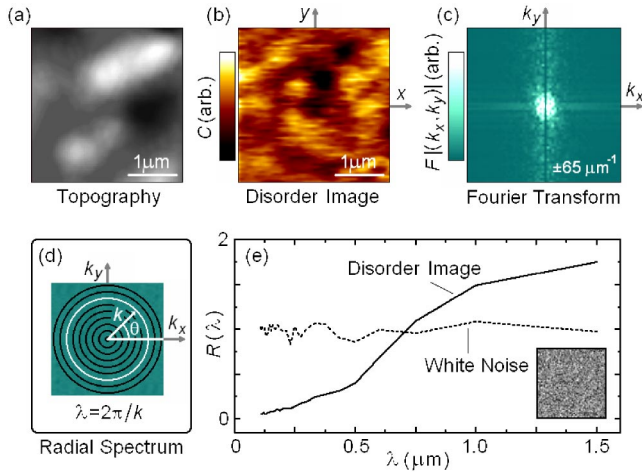 (a)
1μm
Topography
(b)
y
x
C (arb.)
1μm
Disorder Image
(c)
k_y
k_x
F|(k_x, k_y)| (arb.)
±65 μm⁻¹
Fourier Transform
(d)
k_y
k_x
k
θ
λ=2π/k
Radial Spectrum
(e)
R(λ)
2
1
0
Disorder Image
White Noise
0 0.5 1.0 1.5
λ (μm)